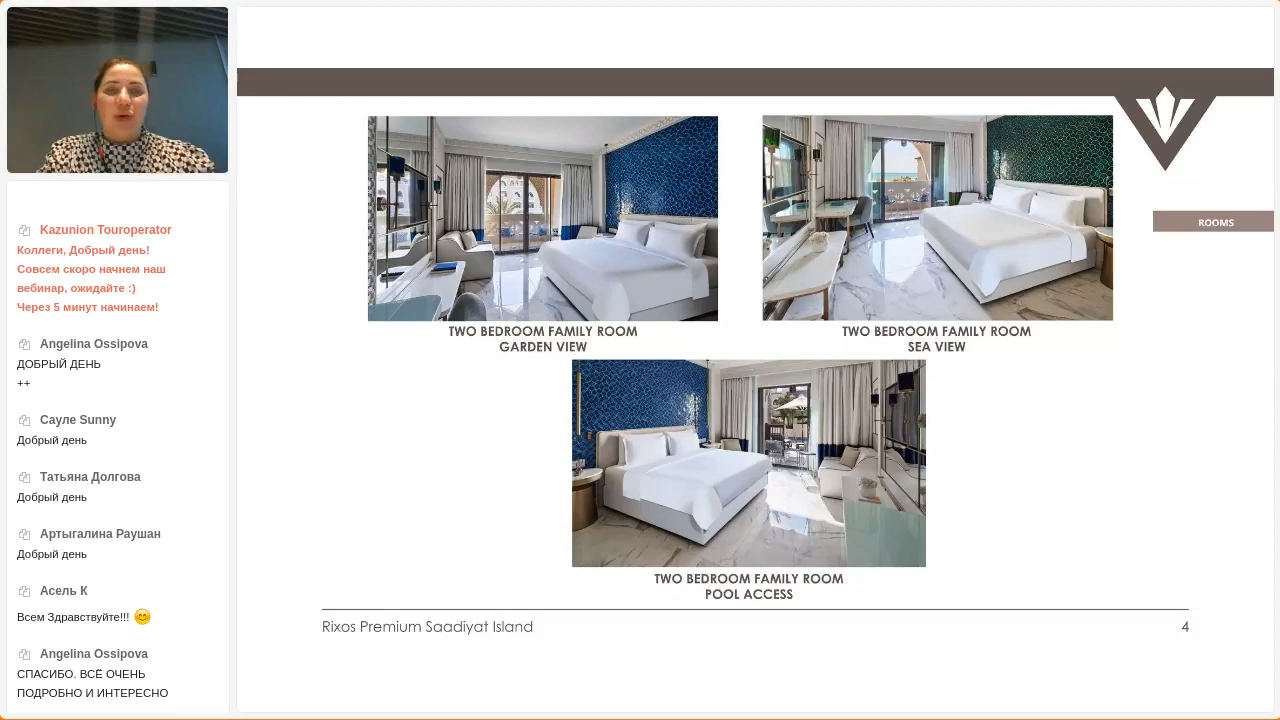 Kazunion Touroperator
Коллеги, Добрый день!
Совсем скоро начнем наш
вебинар, ожидайте :)
Через 5 минут начинаем!
Angelina Ossipova
ДОБРЫЙ ДЕНЬ
++
Сауле Sunny
Добрый день
Татьяна Долгова
Добрый день
Артыгалина Раушан
Добрый день
Асель К
Всем Здравствуйте!!! 😊
Angelina Ossipova
СПАСИБО. ВСЁ ОЧЕНЬ
ПОДРОБНО И ИНТЕРЕСНО
ROOMS
TWO BEDROOM FAMILY ROOM
GARDEN VIEW
TWO BEDROOM FAMILY ROOM
SEA VIEW
TWO BEDROOM FAMILY ROOM
POOL ACCESS
Rixos Premium Saadiyat Island
4